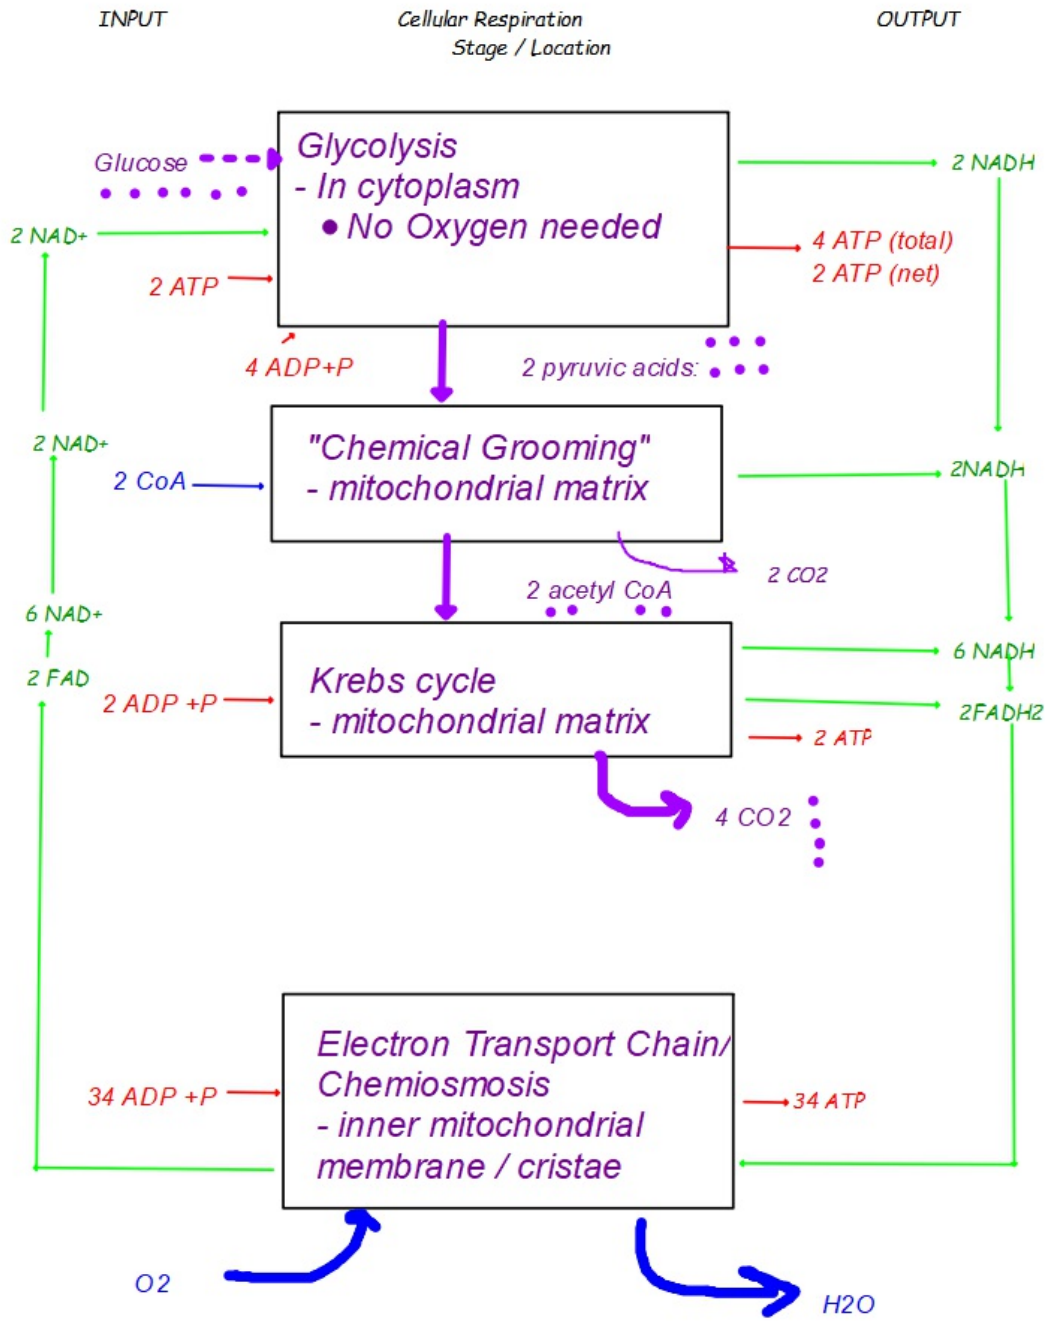 INPUT
Cellular Respiration
Stage / Location
OUTPUT
Glucose
Glycolysis
- In cytoplasm
• No Oxygen needed
2 NADH
2 NAD+
2 ATP
4 ATP (total)
2 ATP (net)
4 ADP+P
2 pyruvic acids:
2 NAD+
2 CoA
"Chemical Grooming"
- mitochondrial matrix
2NADH
2 CO2
2 acetyl CoA
6 NAD+
2 FAD
2 ADP +P
Krebs cycle
- mitochondrial matrix
6 NADH
2FADH2
2 ATP
4 CO2
34 ADP +P
Electron Transport Chain/
Chemiosmosis
- inner mitochondrial
membrane / cristae
34 ATP
O2
H2O